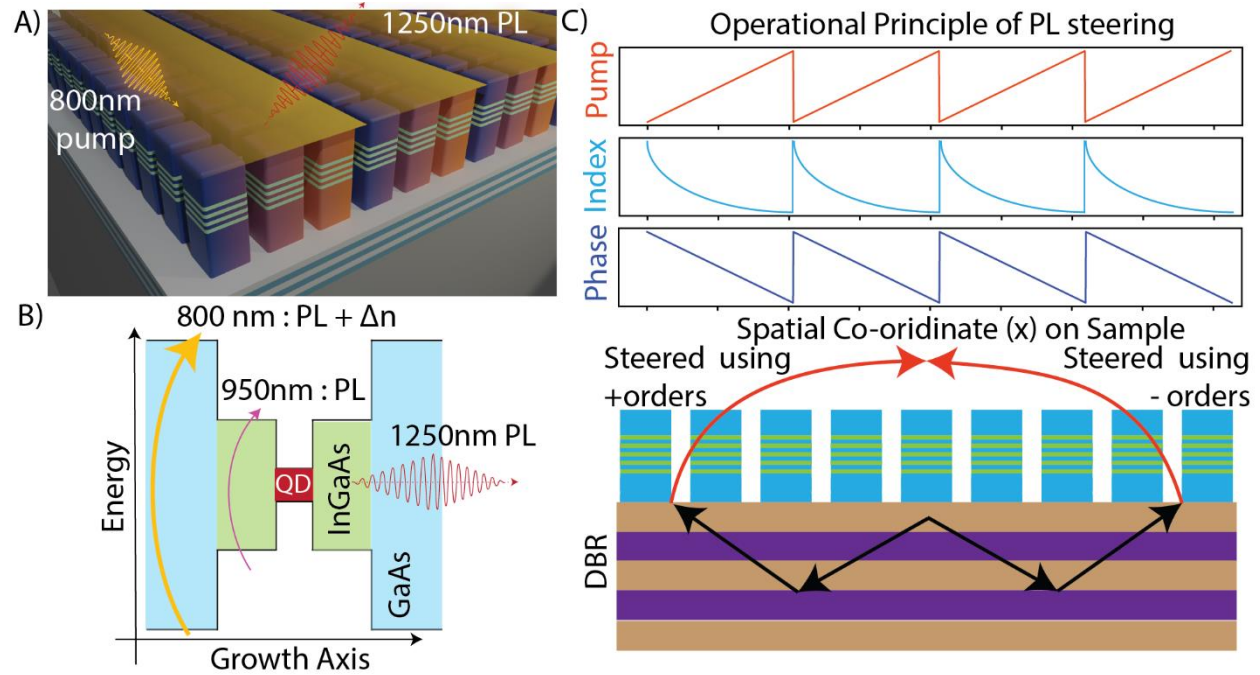 A)
1250nm PL
800nm
pump
B)
800 nm : PL + Δn
950nm : PL
1250nm PL
QD
InGaAs
GaAs
Energy
Growth Axis
C)
Operational Principle of PL steering
Pump
Index
Phase
Spatial Co-oridinate (x) on Sample
Steered using
+orders
Steered using
- orders
DBR